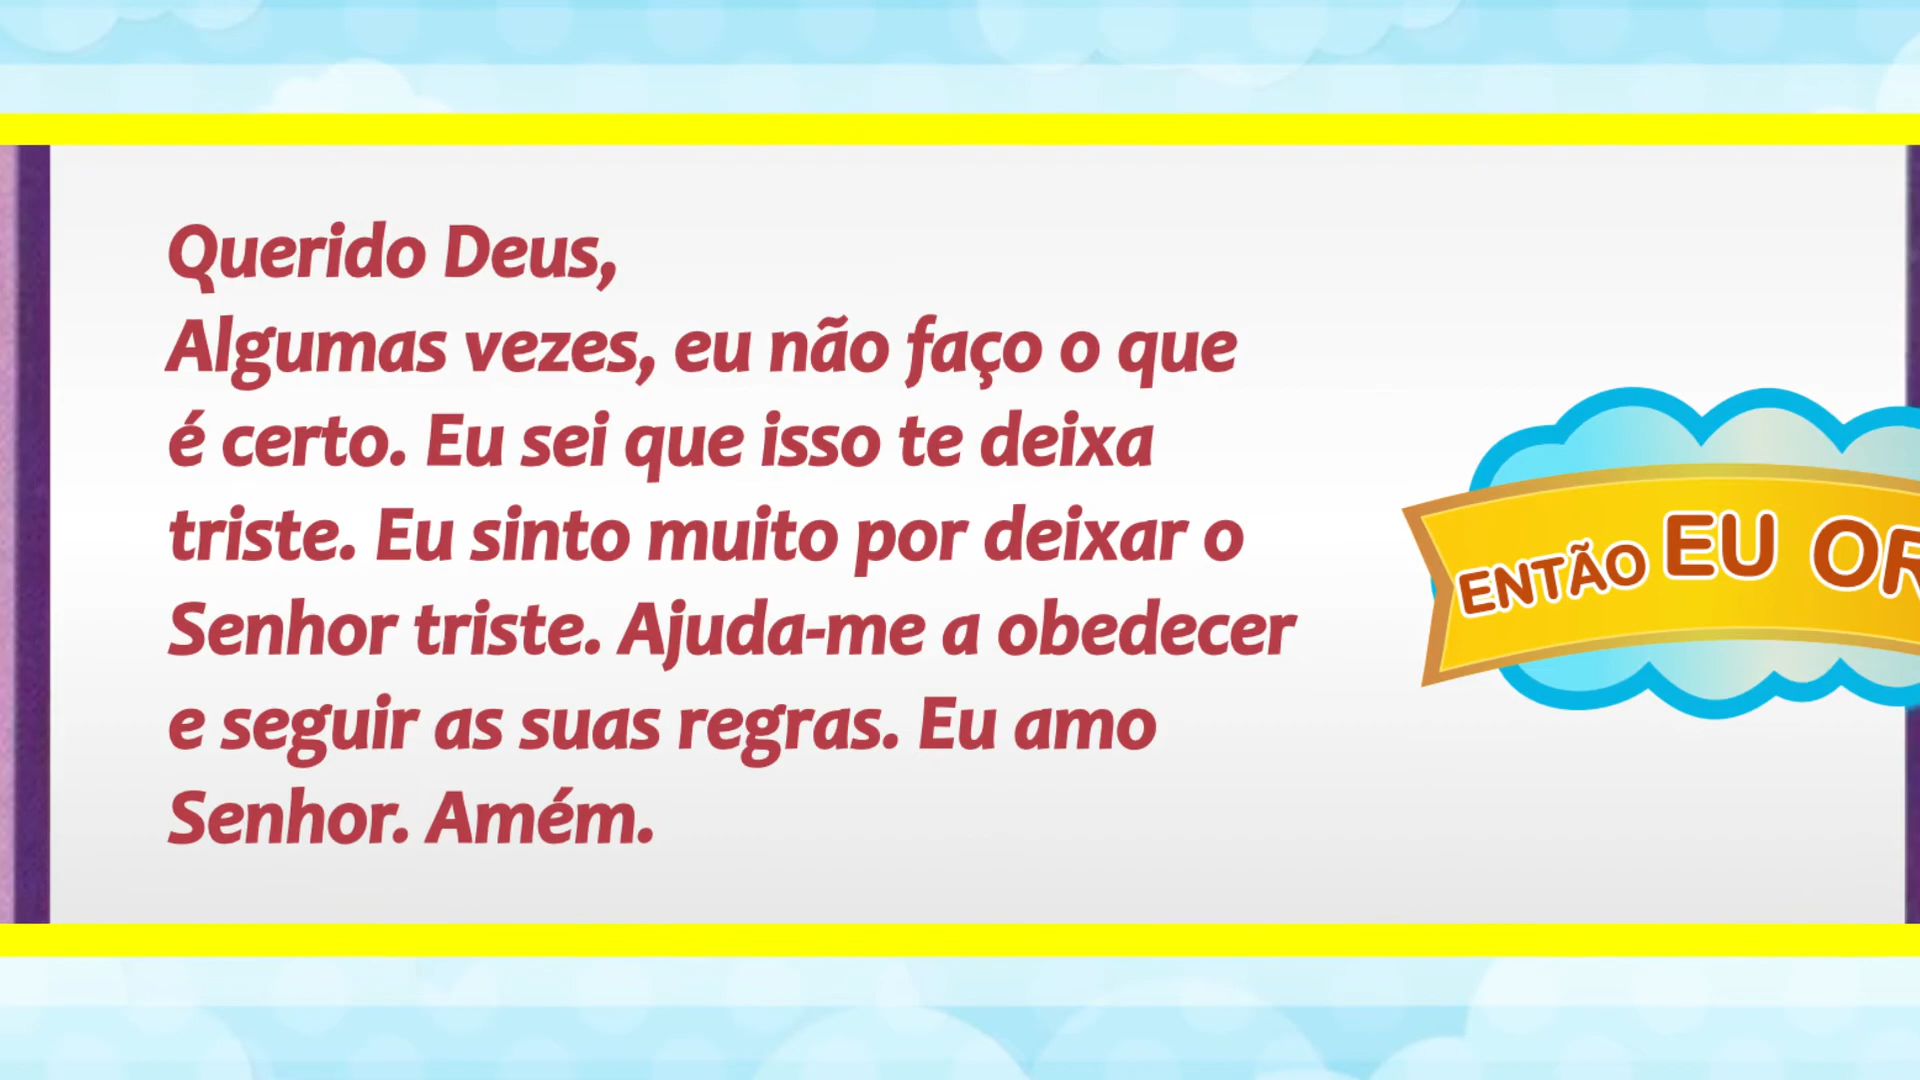 Querido Deus,
Algumas vezes, eu não faço o que
é certo. Eu sei que isso te deixa
triste. Eu sinto muito por deixar o
Senhor triste. Ajuda-me a obedecer
e seguir as suas regras. Eu amo
Senhor. Amém.
ENTÃO EU